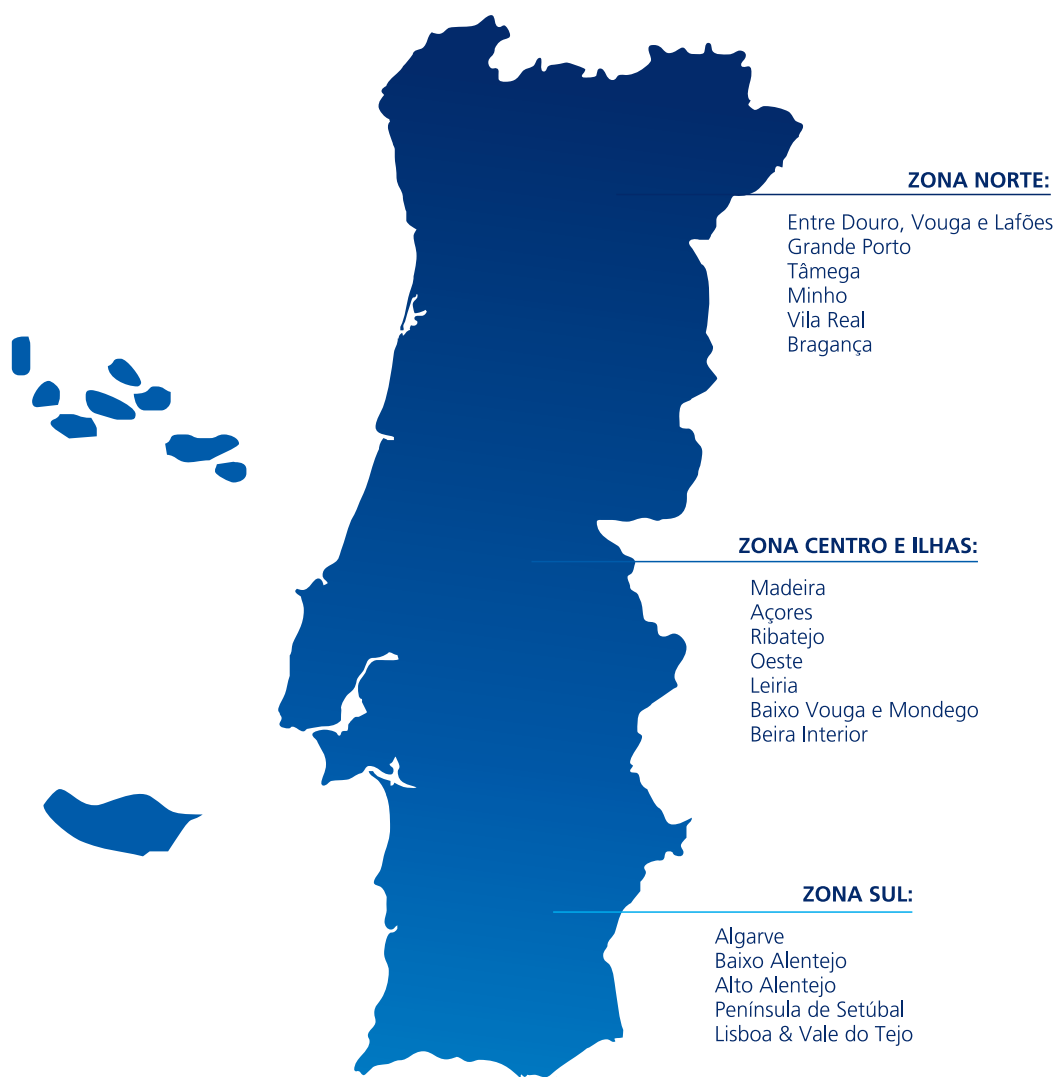 ZONA NORTE:
Entre Douro, Vouga e Lafões
Grande Porto
Tâmega
Minho
Vila Real
Bragança
ZONA CENTRO E ILHAS:
Madeira
Açores
Ribatejo
Oeste
Leiria
Baixo Vouga e Mondego
Beira Interior
ZONA SUL:
Algarve
Baixo Alentejo
Alto Alentejo
Península de Setúbal
Lisboa & Vale do Tejo